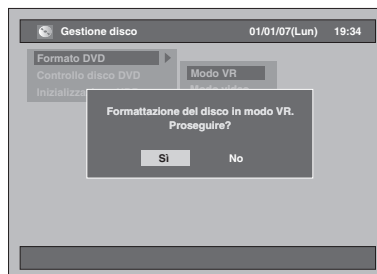 Gestione disco 01/01/07(Lun) 19:34
Formato DVD
Controllo disco DVD
Modo VR
Formattazione del disco in modo VR.
Proseguire?
Sì No